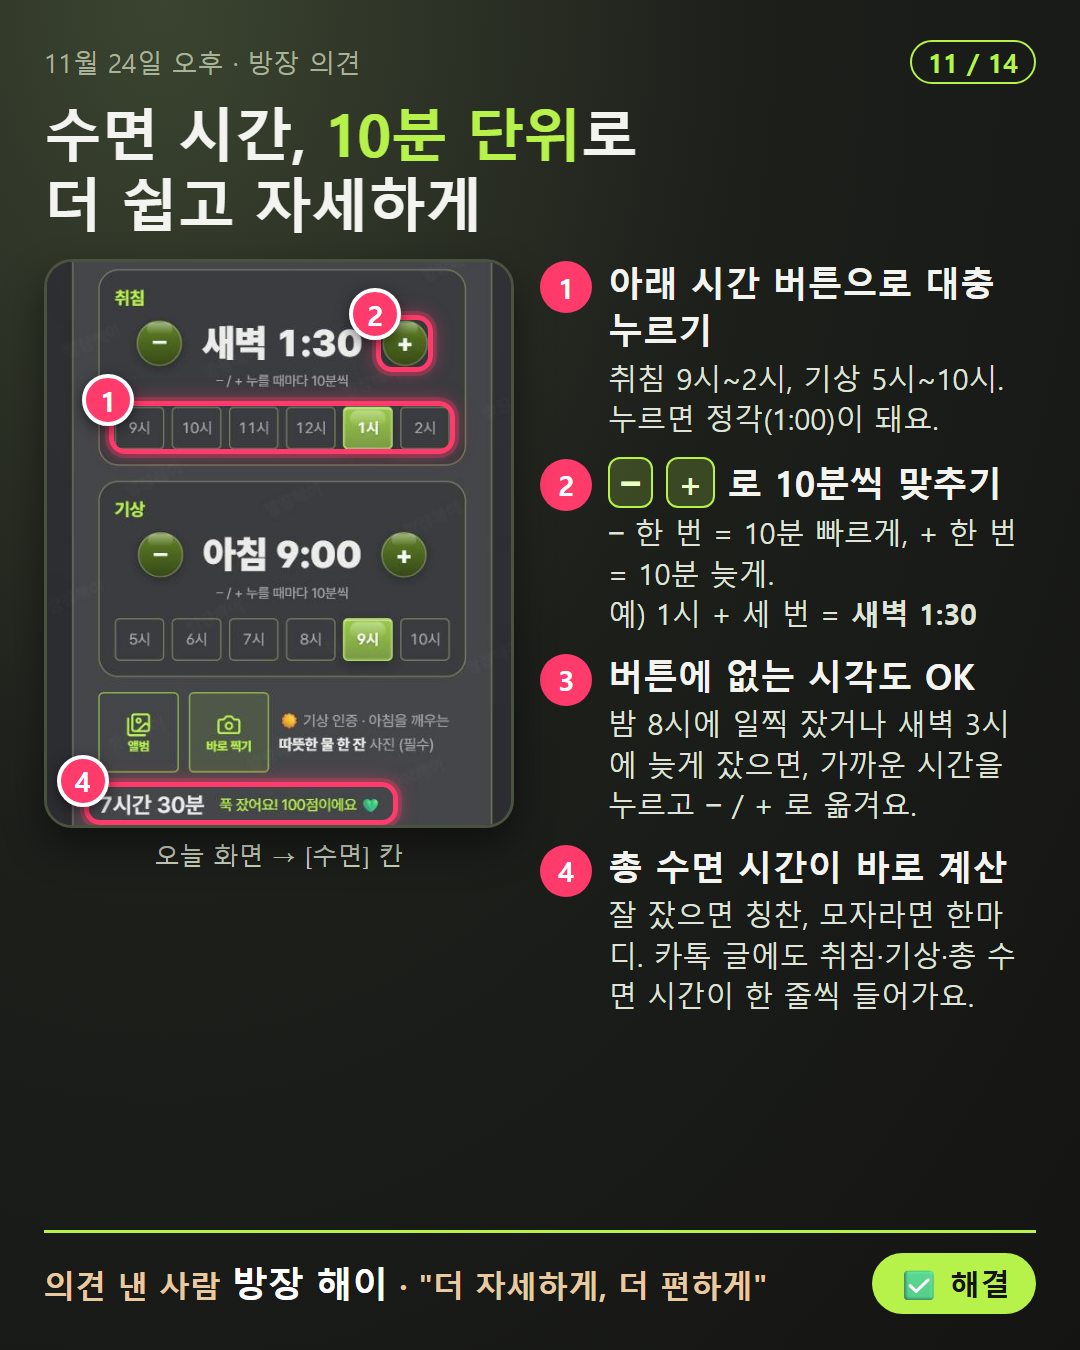 11월 24일 오후 · 방장 의견
11 / 14
수면 시간, 10분 단위로
더 쉽고 자세하게
취침
− 새벽 1:30 +
2
− / + 누를 때마다 10분씩
1
9시 10시 11시 12시 1시 2시
기상
− 아침 9:00 +
− / + 누를 때마다 10분씩
5시 6시 7시 8시 9시 10시
앨범
바로 찍기
기상 인증 · 아침을 깨우는
따뜻한 물 한 잔 사진 (필수)
4
7시간 30분 푹 잤어요! 100점이에요 💚
오늘 화면 → [수면] 칸
1 아래 시간 버튼으로 대충
누르기
취침 9시~2시, 기상 5시~10시.
누르면 정각(1:00)이 돼요.
2 − + 로 10분씩 맞추기
− 한 번 = 10분 빠르게, + 한 번
= 10분 늦게.
예) 1시 + 세 번 = 새벽 1:30
3 버튼에 없는 시각도 OK
밤 8시에 일찍 잤거나 새벽 3시
에 늦게 잤으면, 가까운 시간을
누르고 − / + 로 옮겨요.
4 총 수면 시간이 바로 계산
잘 잤으면 칭찬, 모자라면 한마
디. 카톡 글에도 취침·기상·총 수
면 시간이 한 줄씩 들어가요.
의견 낸 사람 방장 해이 · "더 자세하게, 더 편하게"
✅ 해결